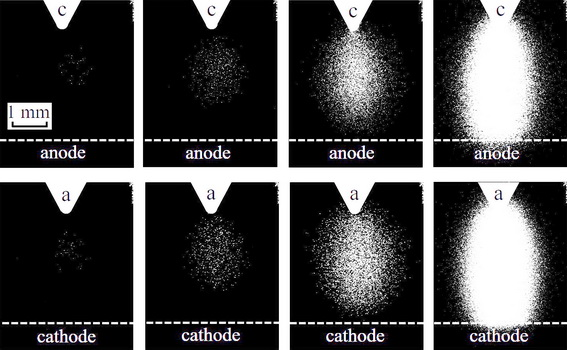 c c c c
1 mm
anode anode anode anode
a a a a
cathode cathode cathode cathode